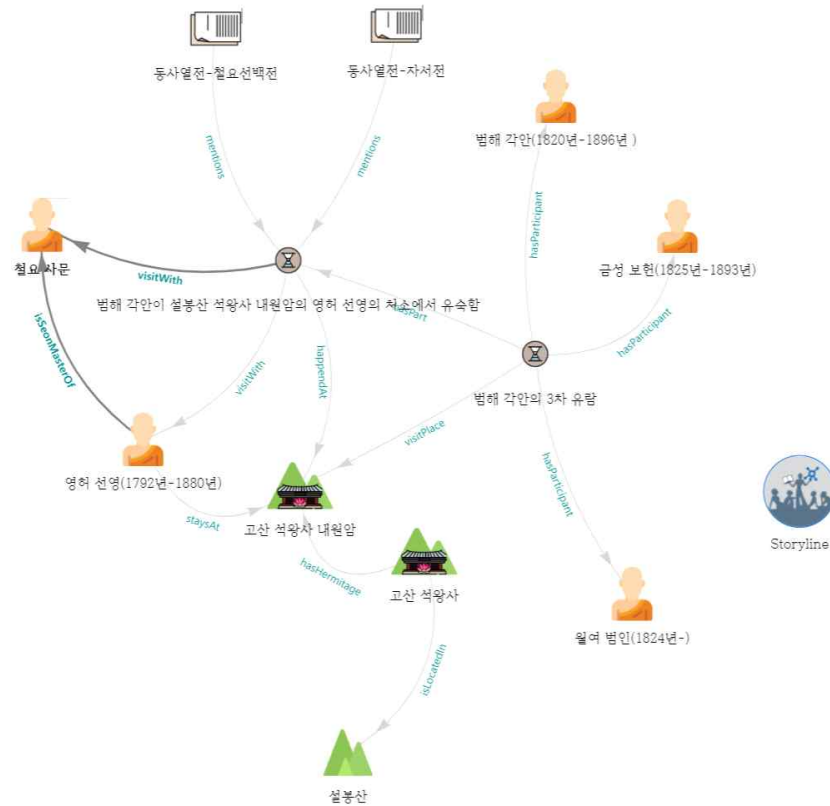 동사열전-철요선백전
동사열전-자서전
mentions
mentions
범해 각안(1820년-1896년 )
철요 사문
visitWith
hasParticipant
금성 보헌(1825년-1893년)
범해 각안이 설봉산 석왕사 내원암의 영허 선영의 처소에서 유숙함
hasPart
isSeonMasterOf
hasParticipant
visitWith
happendAt
범해 각안의 3차 유람
visitPlace
영허 선영(1792년-1880년)
hasParticipant
staysAt
고산 석왕사 내원암
Storyline
hasHermitage
고산 석왕사
월여 범인(1824년-)
isLocatedIn
설봉산